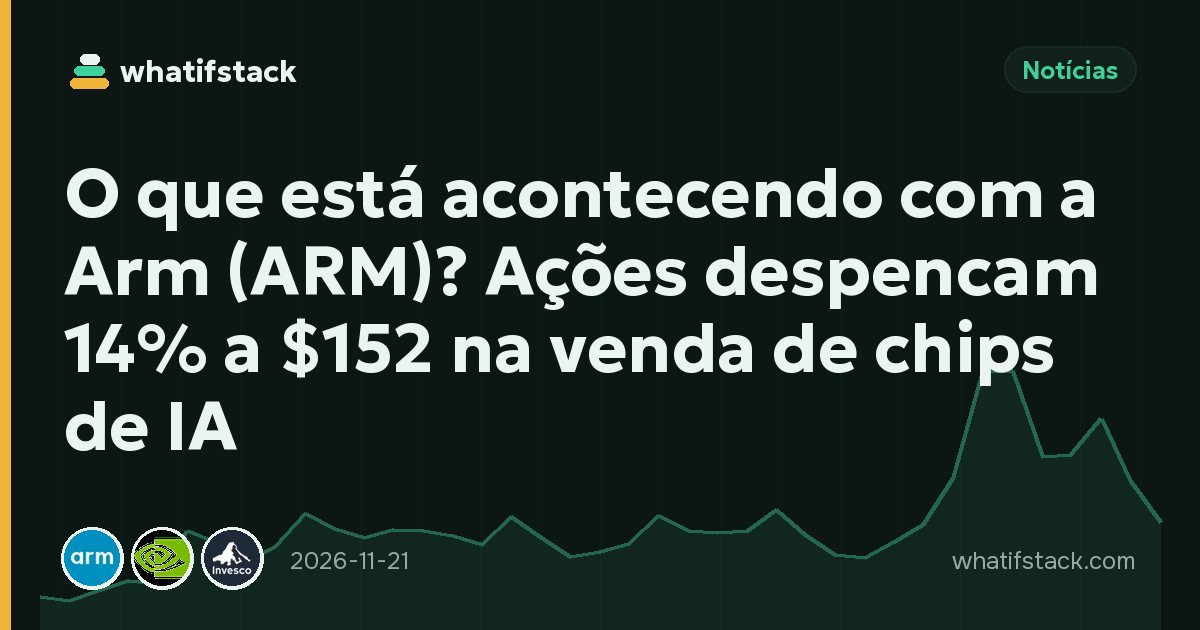 whatifstack
Notícias
O que está acontecendo com a
Arm (ARM)? Ações despencam
14% a $152 na venda de chips
de IA
arm
Invesco
2026-11-21
whatifstack.com